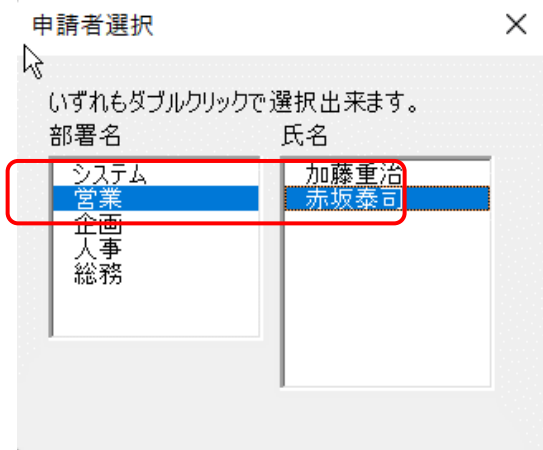 申請者選択
いずれもダブルクリックで選択出来ます。
部署名
システム
営業
企画
人事
総務
氏名
加藤重治
赤坂泰司